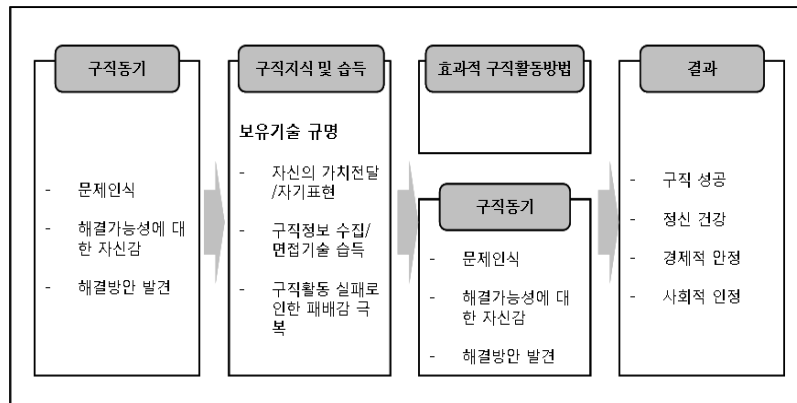 구직동기
- 문제인식
- 해결가능성에 대
한 자신감
- 해결방안 발견
구직지식 및 습득
보유기술 규명
- 자신의 가치전달
/자기표현
- 구직정보 수집/
면접기술 습득
- 구직활동 실패로
인한 패배감 극
복
효과적 구직활동방법
구직동기
- 문제인식
- 해결가능성에 대
한 자신감
- 해결방안 발견
결과
- 구직 성공
- 정신 건강
- 경제적 안정
- 사회적 인정